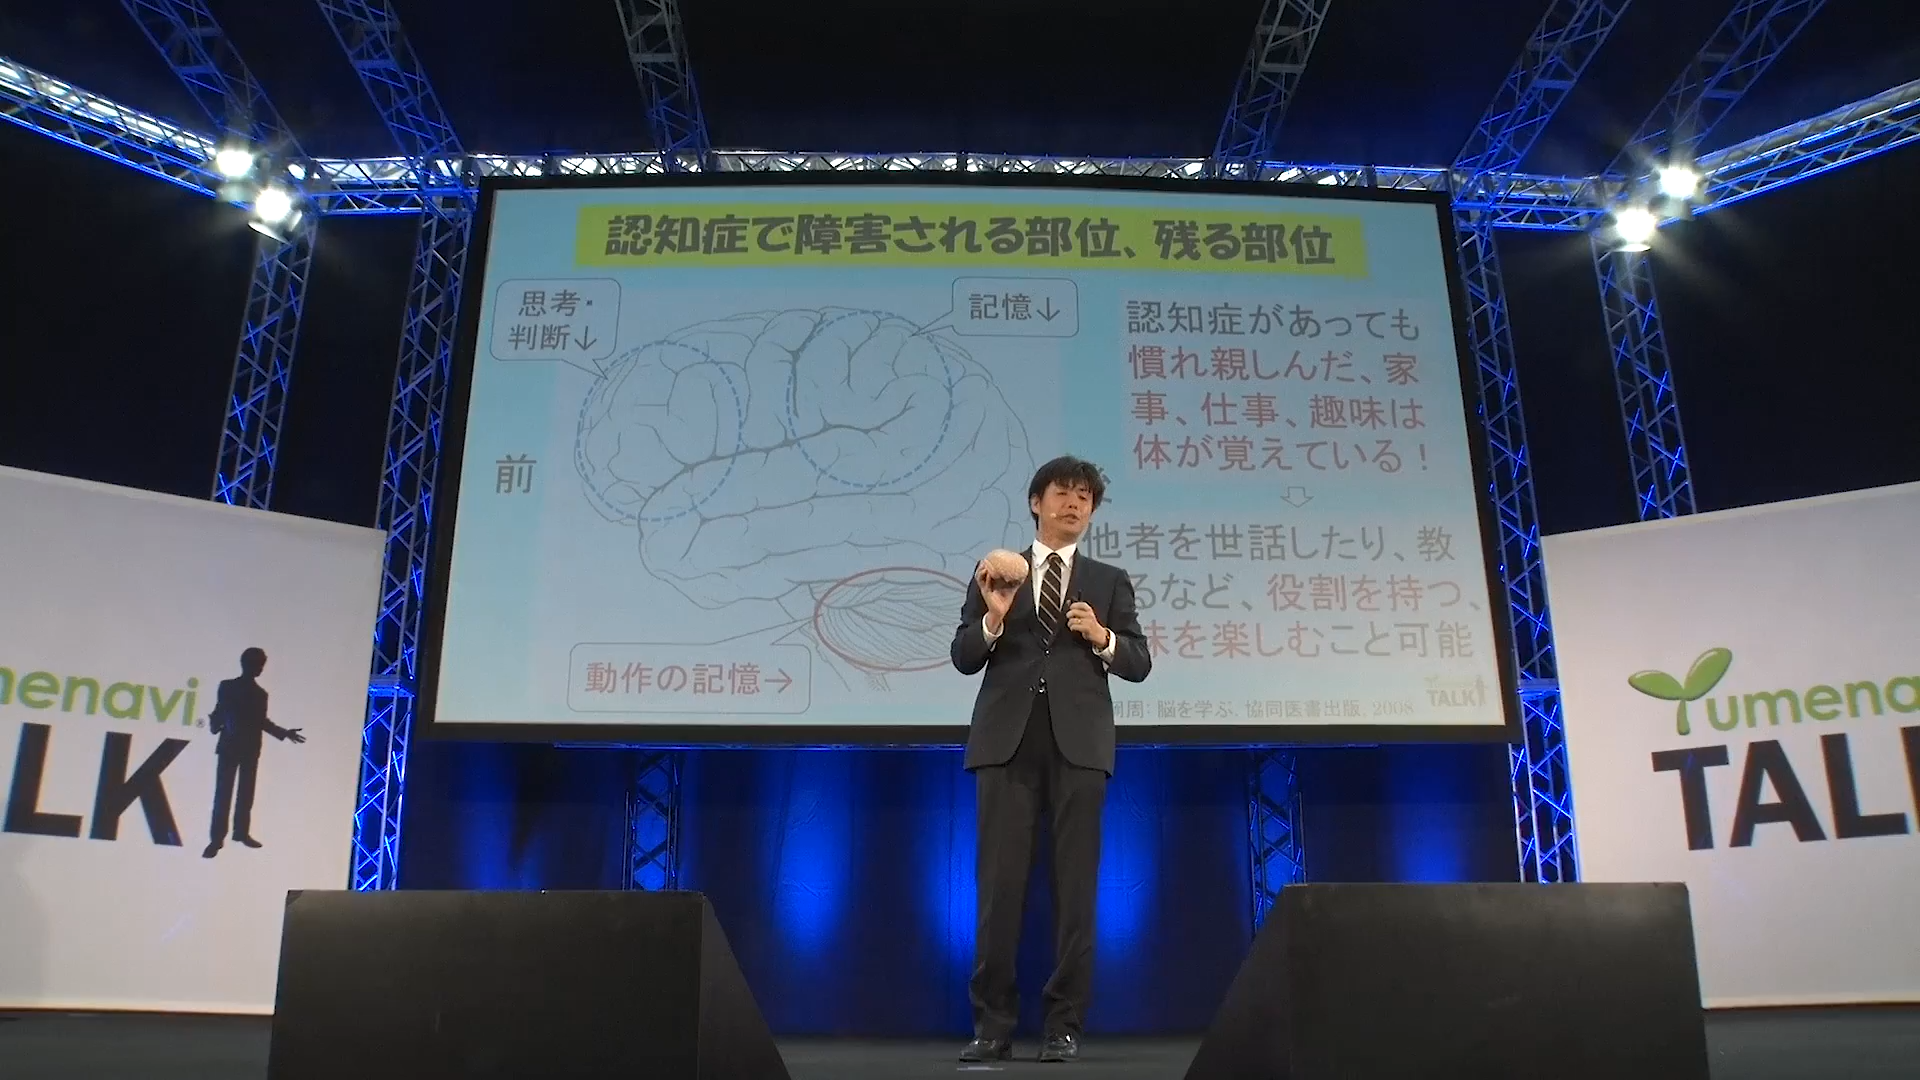 認知症で障害される部位、残る部位
思考・
判断↓
記憶↓
認知症があっても
慣れ親しんだ、家
事、仕事、趣味は
体が覚えている！
前
他者を世話したり、教
るなど、役割を持つ、
味を楽しむこと可能
動作の記憶→
周: 脳を学ぶ, 協同医書出版, 2008
TALK
menavi
LK
Yumena
TAL